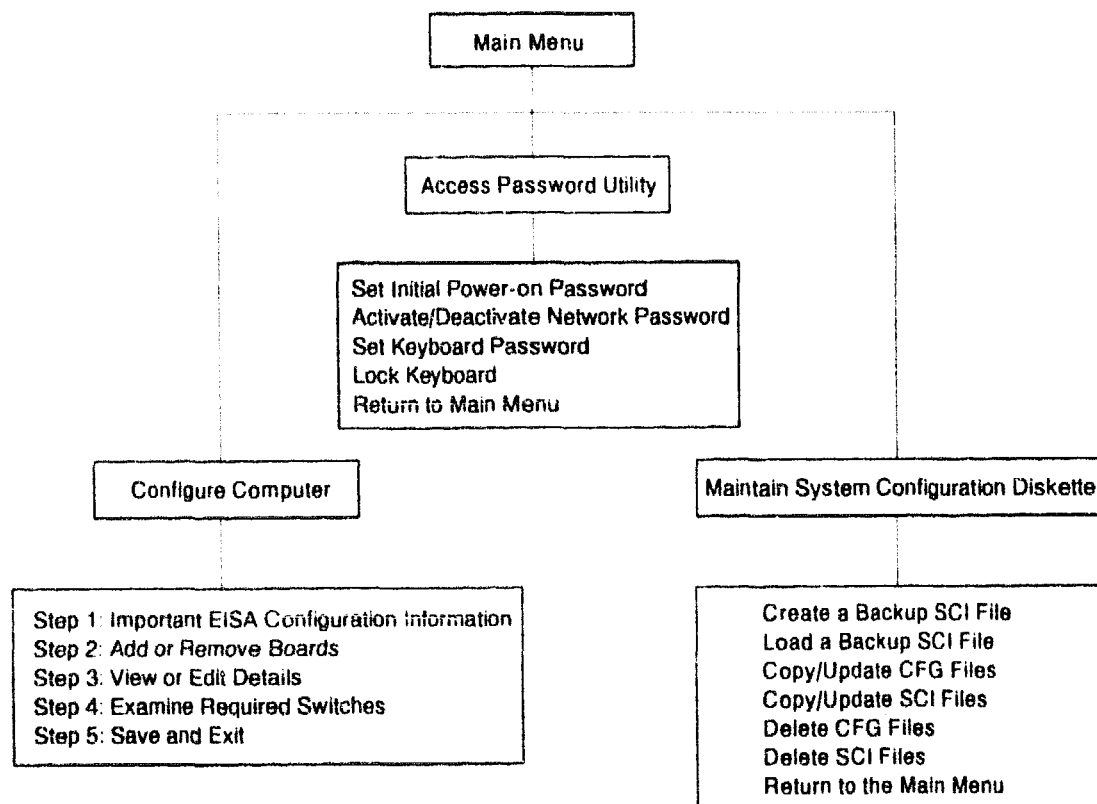 Main Menu
Access Password Utility
Set Initial Power-on Password
Activate/Deactivate Network Password
Set Keyboard Password
Lock Keyboard
Return to Main Menu
Configure Computer
Maintain System Configuration Diskette
Step 1: Important EISA Configuration Information
Step 2: Add or Remove Boards
Step 3: View or Edit Details
Step 4: Examine Required Switches
Step 5: Save and Exit
Create a Backup SCI File
Load a Backup SCI File
Copy/Update CFG Files
Copy/Update SCI Files
Delete CFG Files
Delete SCI Files
Return to the Main Menu